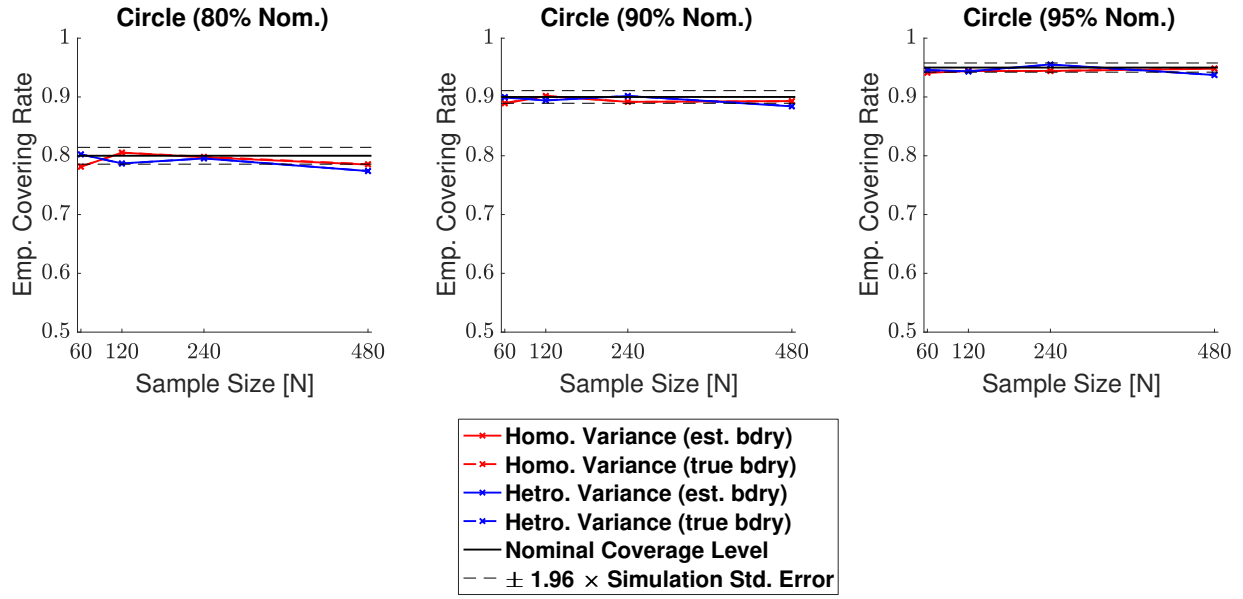 Circle (80% Nom.)
1
0.9
0.8
0.7
0.6
0.5
Emp. Covering Rate
60 120 240 480
Sample Size [N]
Circle (90% Nom.)
1
0.9
0.8
0.7
0.6
0.5
Emp. Covering Rate
60 120 240 480
Sample Size [N]
Circle (95% Nom.)
1
0.9
0.8
0.7
0.6
0.5
Emp. Covering Rate
60 120 240 480
Sample Size [N]
Homo. Variance (est. bdry)
Homo. Variance (true bdry)
Hetro. Variance (est. bdry)
Hetro. Variance (true bdry)
Nominal Coverage Level
± 1.96 × Simulation Std. Error